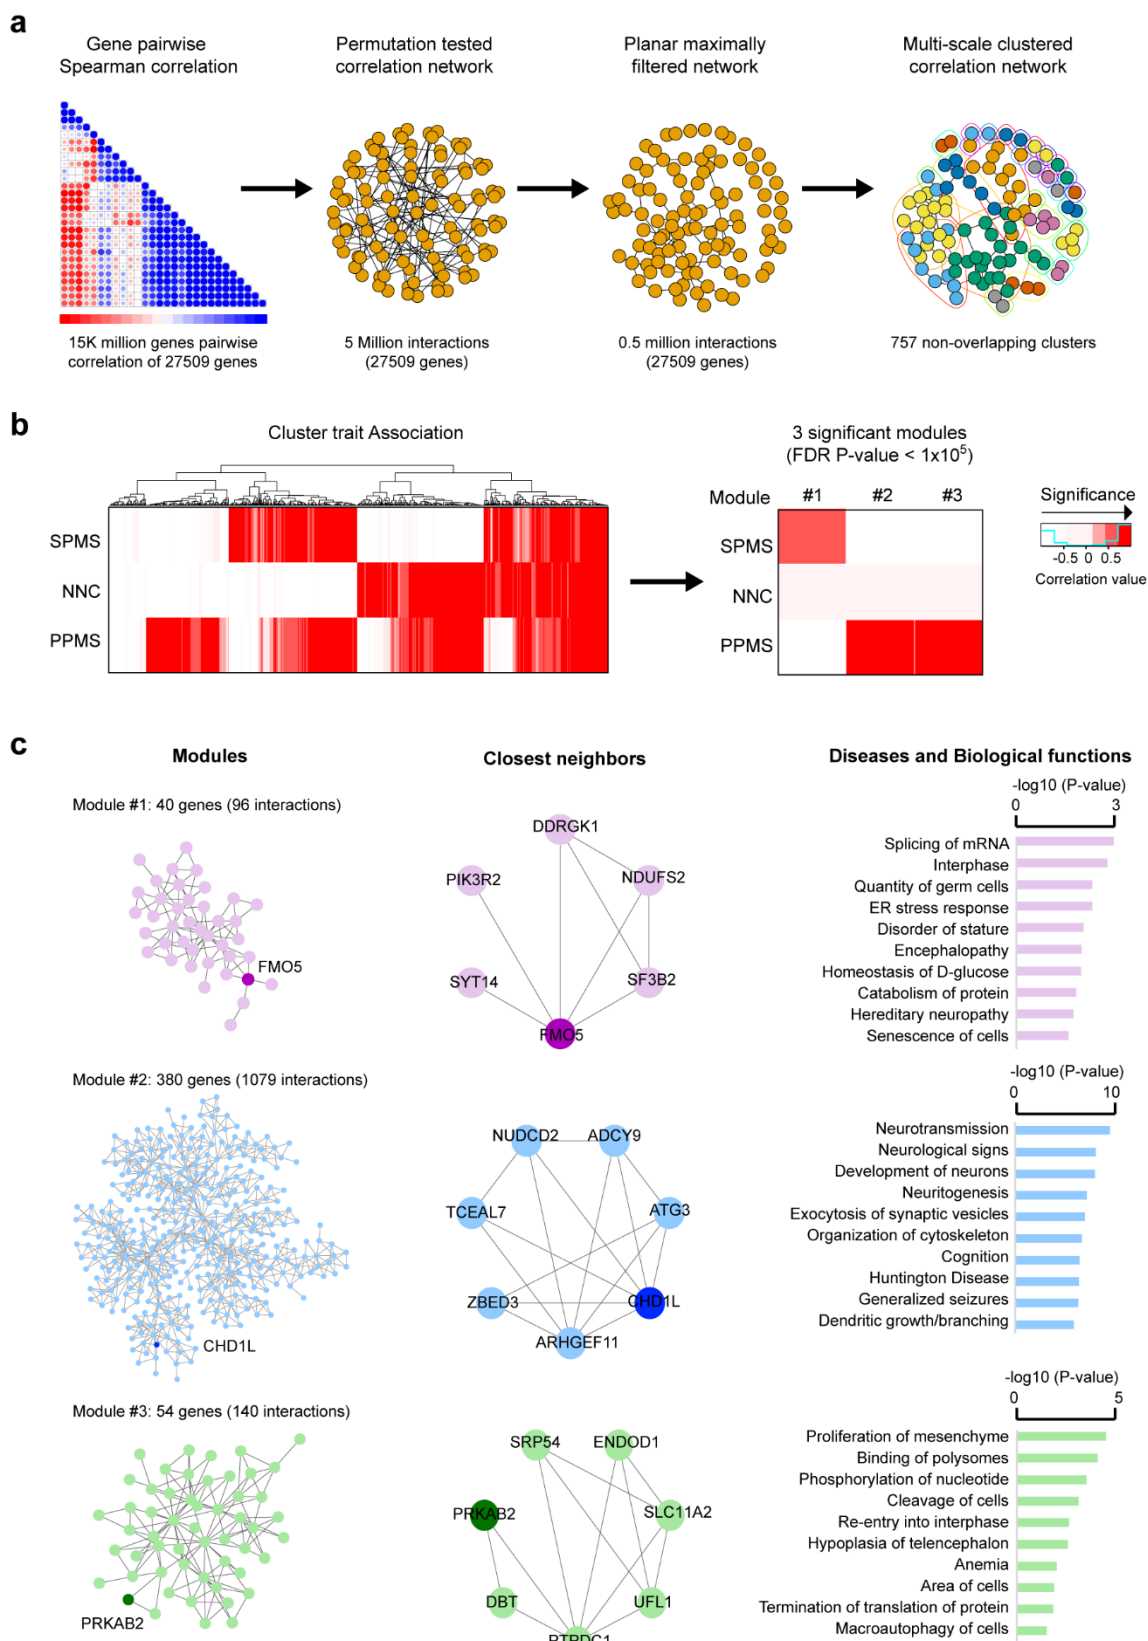 a
Gene pairwise
Spearman correlation
Permutation tested
correlation network
Planar maximally
filtered network
Multi-scale clustered
correlation network
15K million genes pairwise
correlation of 27509 genes
5 Million interactions
(27509 genes)
0.5 million interactions
(27509 genes)
757 non-overlapping clusters
b
Cluster trait Association
3 significant modules
(FDR P-value < 1x10⁵)
Module #1 #2 #3
SPMS
NNC
PPMS
SPMS
NNC
PPMS
Significance
-0.5 0 0.5
Correlation value
c
Modules
Closest neighbors
Diseases and Biological functions
Module #1: 40 genes (96 interactions)
FMO5
DDRGK1
PIK3R2
NDUFS2
SYT14
SF3B2
FMO5
-log10 (P-value)
0 3
Splicing of mRNA
Interphase
Quantity of germ cells
ER stress response
Disorder of stature
Encephalopathy
Homeostasis of D-glucose
Catabolism of protein
Hereditary neuropathy
Senescence of cells
Module #2: 380 genes (1079 interactions)
CHD1L
NUDCD2
ADCY9
TCEAL7
ATG3
ZBED3
CHD1L
ARHGEF11
-log10 (P-value)
0 10
Neurotransmission
Neurological signs
Development of neurons
Neuritogenesis
Exocytosis of synaptic vesicles
Organization of cytoskeleton
Cognition
Huntington Disease
Generalized seizures
Dendritic growth/branching
Module #3: 54 genes (140 interactions)
PRKAB2
SRP54
ENDOD1
PRKAB2
SLC11A2
DBT
UFL1
PTPDC1
-log10 (P-value)
0 5
Proliferation of mesenchyme
Binding of polysomes
Phosphorylation of nucleotide
Cleavage of cells
Re-entry into interphase
Hypoplasia of telencephalon
Anemia
Area of cells
Termination of translation of protein
Macroautophagy of cells